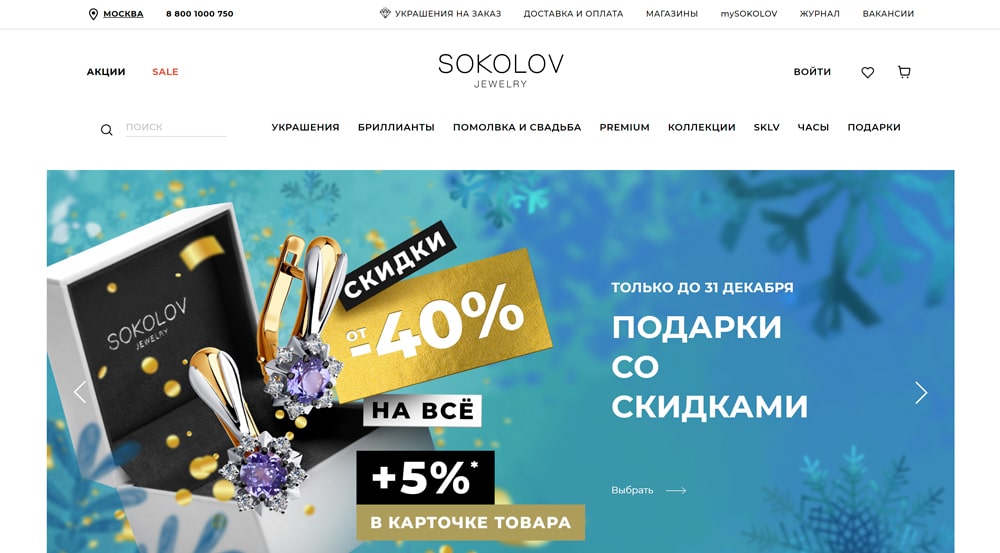 МОСКВА
8 800 1000 750
УКРАШЕНИЯ НА ЗАКАЗ
ДОСТАВКА И ОПЛАТА
МАГАЗИНЫ
mySOKOLOV
ЖУРНАЛ
ВАКАНСИИ
АКЦИИ
SALE
SOKOLOV
JEWELRY
ВОЙТИ
ПОИСК
УКРАШЕНИЯ
БРИЛЛИАНТЫ
ПОМОЛВКА И СВАДЬБА
PREMIUM
КОЛЛЕКЦИИ
SKLV
ЧАСЫ
ПОДАРКИ
SOKOLOV
JEWELRY
СКИДКИ
ОТ -40%
НА ВСЁ
+5%*
В КАРТОЧКЕ ТОВАРА
ТОЛЬКО ДО 31 ДЕКАБРЯ
ПОДАРКИ
СО
СКИДКАМИ
Выбрать